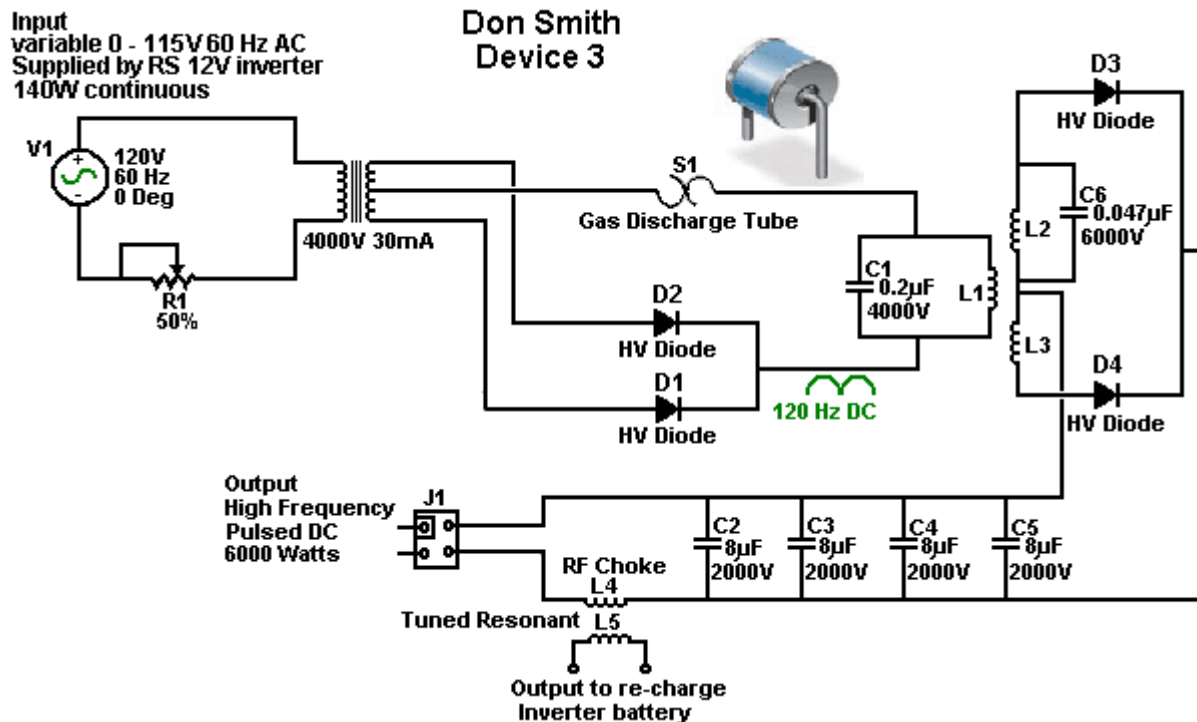 Input
variable 0 - 115V 60 Hz AC
Supplied by RS 12V inverter
140W continuous
Don Smith
Device 3
V1
120V
60 Hz
0 Deg
R1
50%
4000V 30mA
S1
Gas Discharge Tube
D2
HV Diode
D1
HV Diode
120 Hz DC
C1
0.2µF
4000V
L1
L2
L3
C6
0.047µF
6000V
D3
HV Diode
D4
HV Diode
Output
High Frequency
Pulsed DC
6000 Watts
J1
RF Choke
L4
Tuned Resonant
L5
Output to re-charge
Inverter battery
C2
8µF
2000V
C3
8µF
2000V
C4
8µF
2000V
C5
8µF
2000V